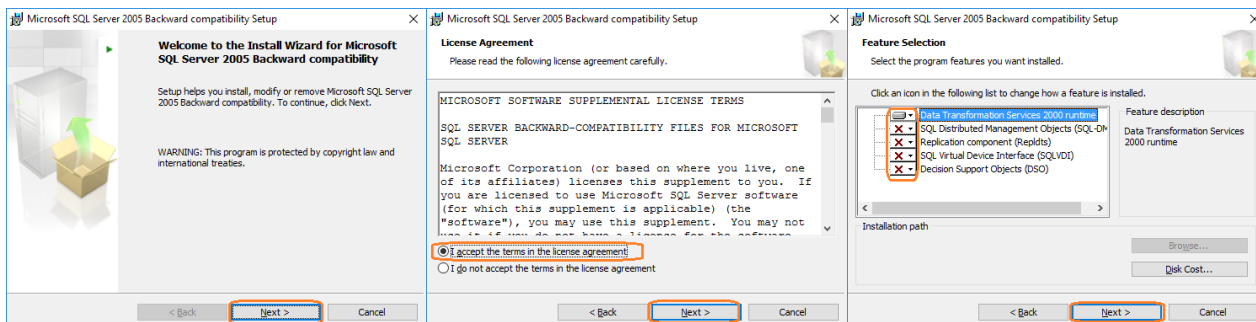 Microsoft SQL Server 2005 Backward compatibility Setup
Welcome to the Install Wizard for Microsoft
SQL Server 2005 Backward compatibility
Setup helps you install, modify or remove Microsoft SQL Server
2005 Backward compatibility. To continue, click Next.
WARNING: This program is protected by copyright law and
international treaties.
< Back
Next >
Cancel
Microsoft SQL Server 2005 Backward compatibility Setup
License Agreement
Please read the following license agreement carefully.
MICROSOFT SOFTWARE SUPPLEMENTAL LICENSE TERMS
SQL SERVER BACKWARD-COMPATIBILITY FILES FOR MICROSOFT
SQL SERVER
Microsoft Corporation (or based on where you live, one
of its affiliates) licenses this supplement to you. If
you are licensed to use Microsoft SQL Server software
(for which this supplement is applicable) (the
"software"), you may use this supplement. You may not
use it if you do not have a license for the software.
I accept the terms in the license agreement
I do not accept the terms in the license agreement
< Back
Next >
Cancel
Microsoft SQL Server 2005 Backward compatibility Setup
Feature Selection
Select the program features you want installed.
Click an icon in the following list to change how a feature is installed.
Data Transformation Services 2000 runtime
SQL Distributed Management Objects (SQL-DM
Replication component (Repldts)
SQL Virtual Device Interface (SQLVDI)
Decision Support Objects (DSO)
Feature description
Data Transformation Services
2000 runtime
Installation path
Browse...
Disk Cost...
< Back
Next >
Cancel